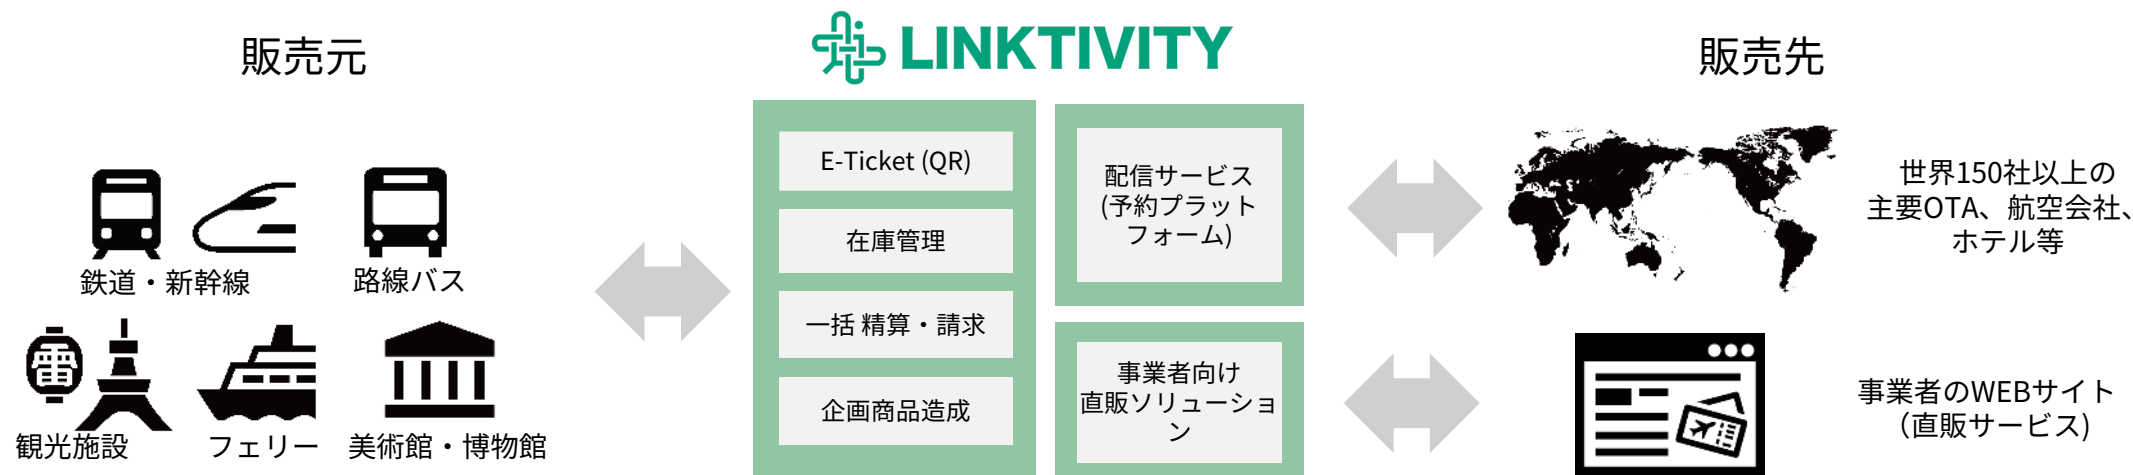 販売元
鉄道・新幹線
路線バス
雷
観光施設
フェリー
美術館・博物館
LINKTIVITY
E-Ticket (QR)
在庫管理
一括 精算・請求
企画商品造成
配信サービス
(予約プラット
フォーム)
事業者向け
直販ソリューショ
ン
販売先
世界150社以上の
主要OTA、航空会社、
ホテル等
事業者のWEBサイト
（直販サービス)